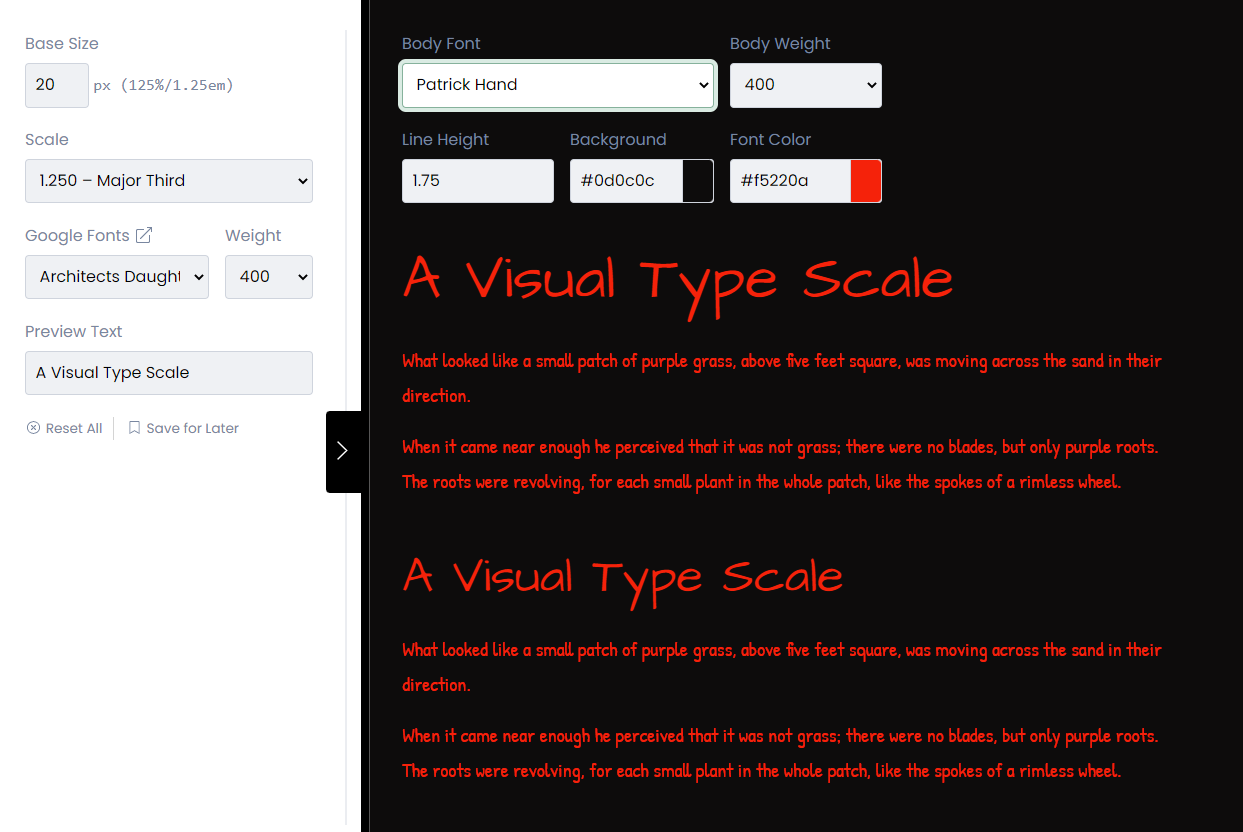 Base Size
20 px (125%/1.25em)
Scale
1.250 – Major Third
Google Fonts Weight
Architects Daught 400
Preview Text
A Visual Type Scale
Reset All Save for Later
Body Font Body Weight
Patrick Hand 400
Line Height Background Font Color
1.75 #0d0c0c #f5220a
A Visual Type Scale
What looked like a small patch of purple grass, above five feet square, was moving across the sand in their
direction.
When it came near enough he perceived that it was not grass; there were no blades, but only purple roots.
The roots were revolving, for each small plant in the whole patch, like the spokes of a rimless wheel.
A Visual Type Scale
What looked like a small patch of purple grass, above five feet square, was moving across the sand in their
direction.
When it came near enough he perceived that it was not grass; there were no blades, but only purple roots.
The roots were revolving, for each small plant in the whole patch, like the spokes of a rimless wheel.